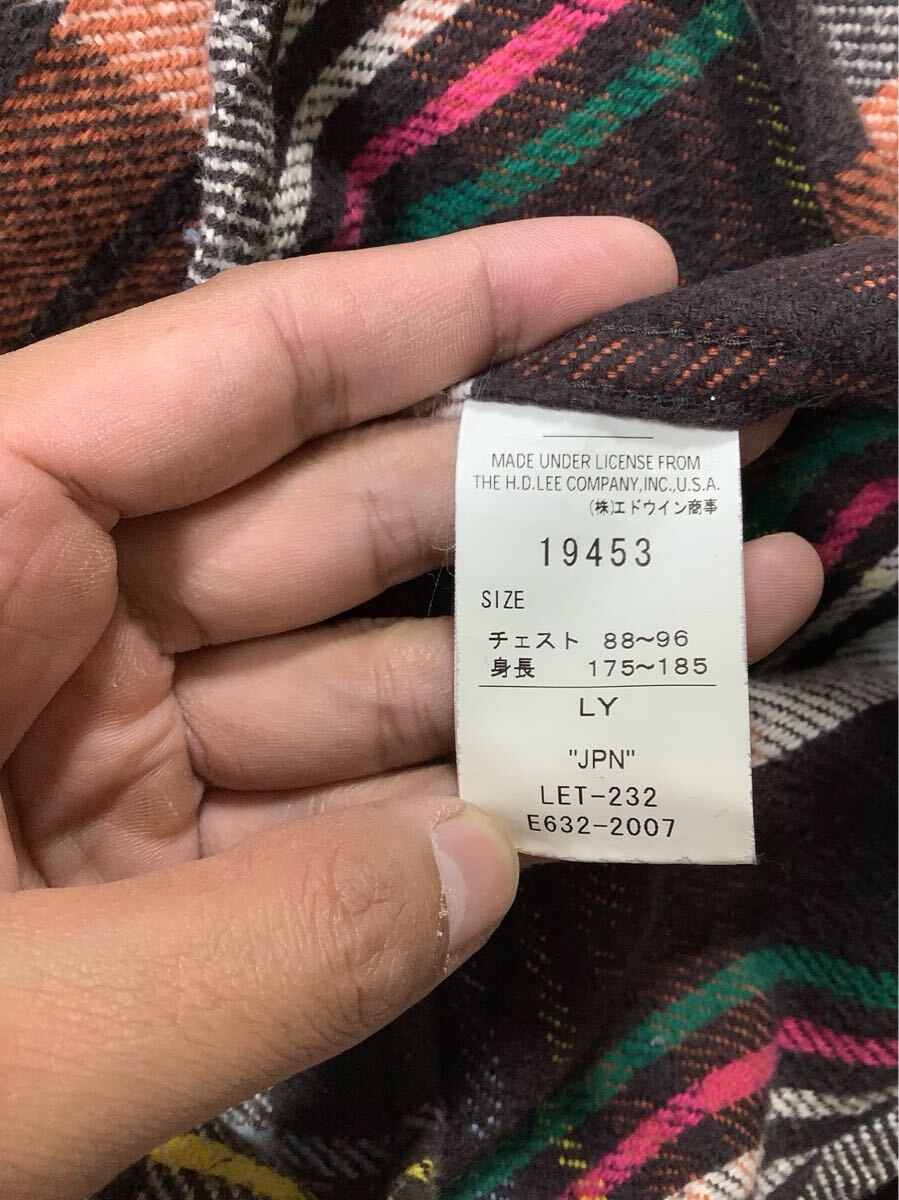 MADE UNDER LICENSE FROM
THE H.D.LEE COMPANY,INC.,U.S.A.
(株)エドウイン商事
19453
SIZE
チェスト 88~96
身長 175~185
LY
"JPN"
LET-232
E632-2007